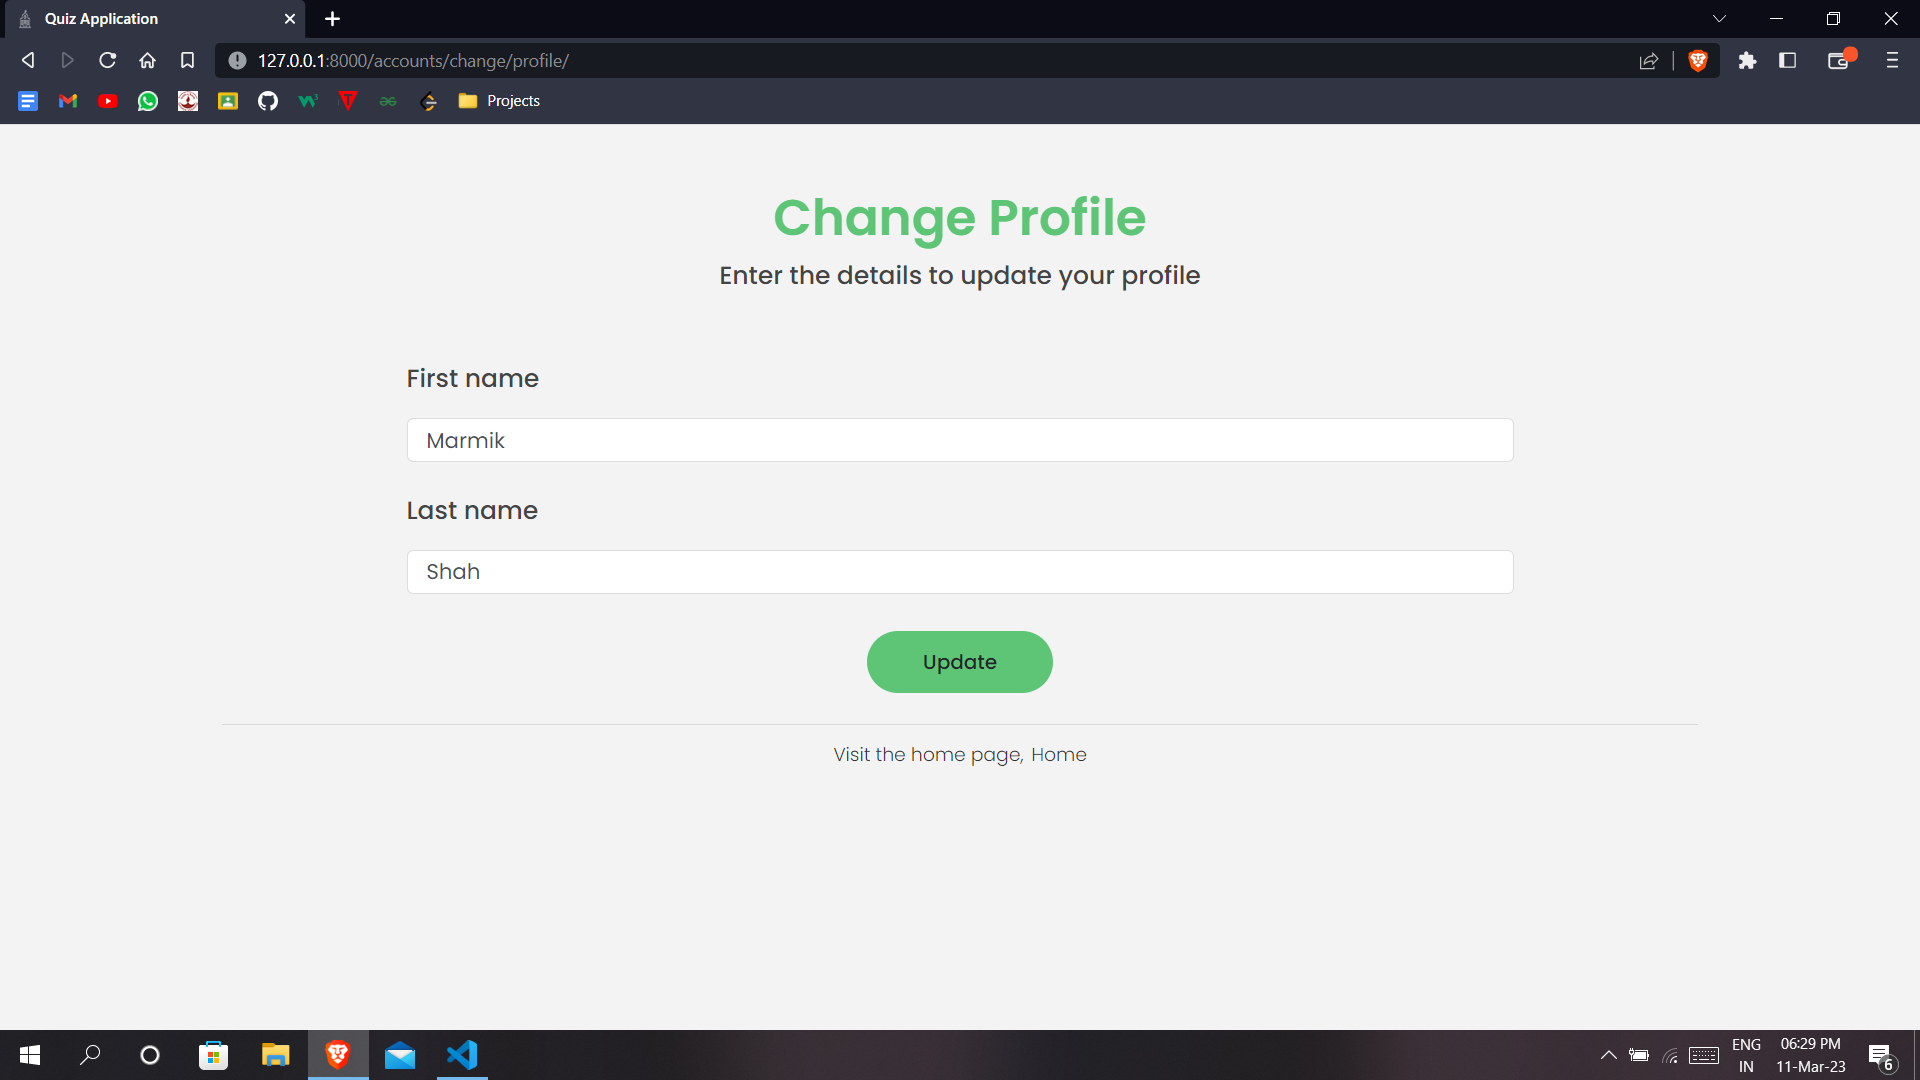 Quiz Application
127.0.0.1:8000/accounts/change/profile/
Projects
Change Profile
Enter the details to update your profile
First name
Marmik
Last name
Shah
Update
Visit the home page, Home
ENG
IN
06:29 PM
11-Mar-23
6